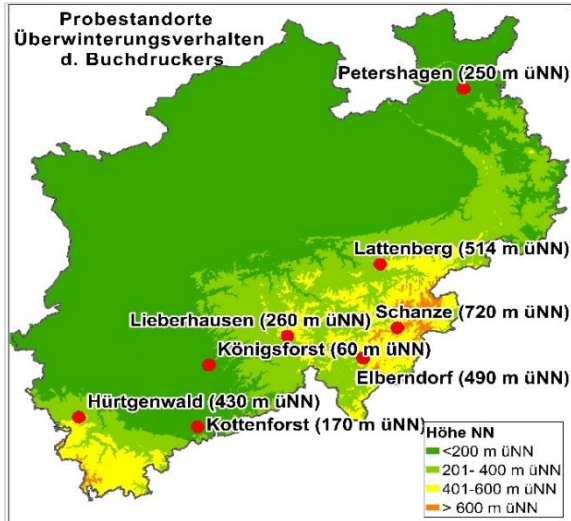 Probestandorte
Überwinterungsverhalten
d. Buchdruckers
Petershagen (250 m üNN)
Lattenberg (514 m üNN)
Schanze (720 m üNN)
Lieberhausen (260 m üNN)
Königsforst (60 m üNN)
Elberndorf (490 m üNN)
Hürtgenwald (430 m üNN)
Kottenforst (170 m üNN)
Höhe NN
<200 m üNN
201- 400 m üNN
401-600 m üNN
> 600 m üNN